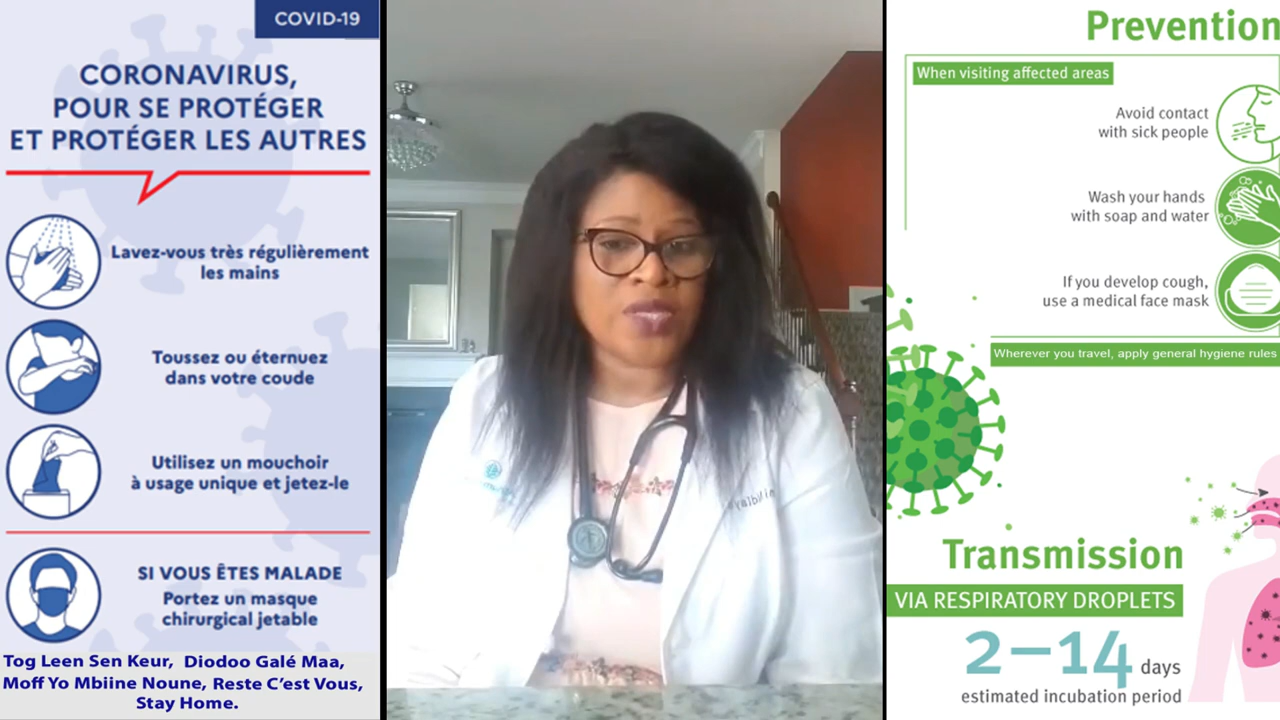 COVID-19
CORONAVIRUS,
POUR SE PROTÉGER
ET PROTÉGER LES AUTRES
Lavez-vous très régulièrement
les mains
Toussez ou éternuez
dans votre coude
Utilisez un mouchoir
à usage unique et jetez-le
SI VOUS ÊTES MALADE
Portez un masque
chirurgical jetable
Tog Leen Sen Keur, Diodoo Galé Maa,
Moff Yo Mbiine Noune, Reste C'est Vous,
Stay Home.
Prevention
When visiting affected areas
Avoid contact
with sick people
Wash your hands
with soap and water
If you develop cough,
use a medical face mask
Wherever you travel, apply general hygiene rules
Transmission
VIA RESPIRATORY DROPLETS
2–14 days
estimated incubation period